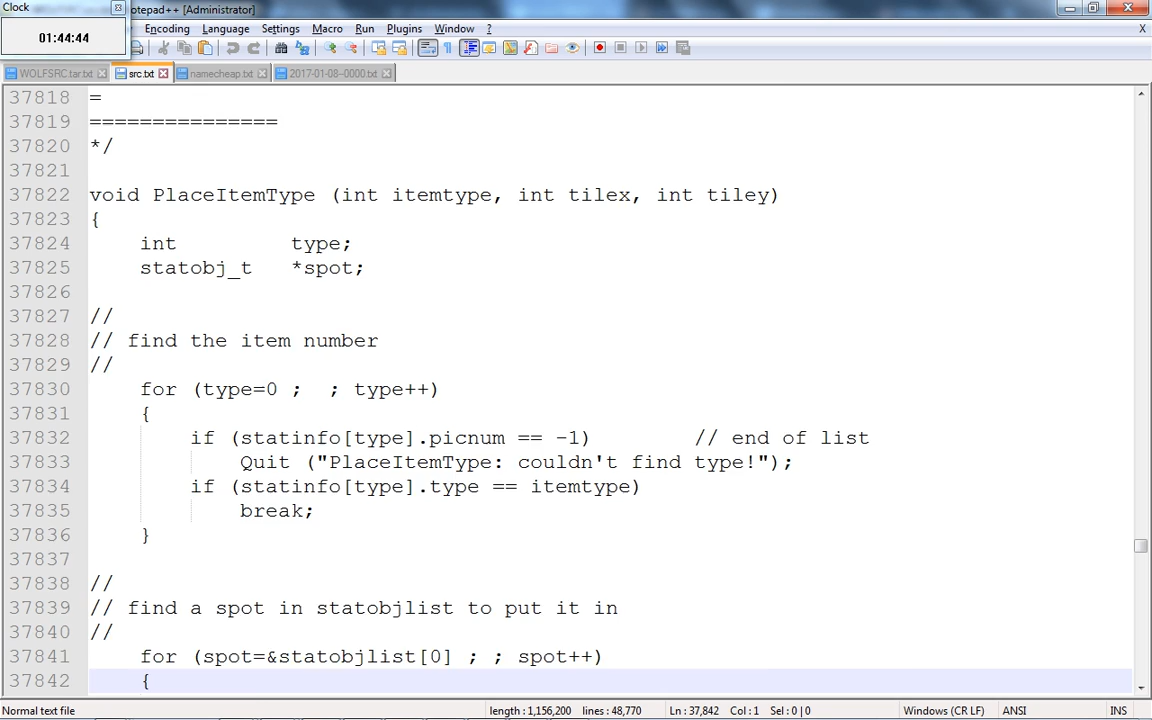 Clock
otepad++ [Administrator]
01:44:44
Encoding Language Settings Macro Run Plugins Window ? X
WOLFSRC.tar.txt src.txt namecheap.txt 2017-01-08--0000.txt
37818 =
37819 ===============
37820 */
37821
37822 void PlaceItemType (int itemtype, int tilex, int tiley)
37823 {
37824 int type;
37825 statobj_t *spot;
37826
37827 //
37828 // find the item number
37829 //
37830 for (type=0 ; ; type++)
37831 {
37832 if (statinfo[type].picnum == -1) // end of list
37833 Quit ("PlaceItemType: couldn't find type!");
37834 if (statinfo[type].type == itemtype)
37835 break;
37836 }
37837
37838 //
37839 // find a spot in statobjlist to put it in
37840 //
37841 for (spot=&statobjlist[0] ; ; spot++)
37842 {
Normal text file length : 1,156,200 lines : 48,770 Ln : 37,842 Col : 1 Sel : 0 | 0 Windows (CR LF) ANSI INS